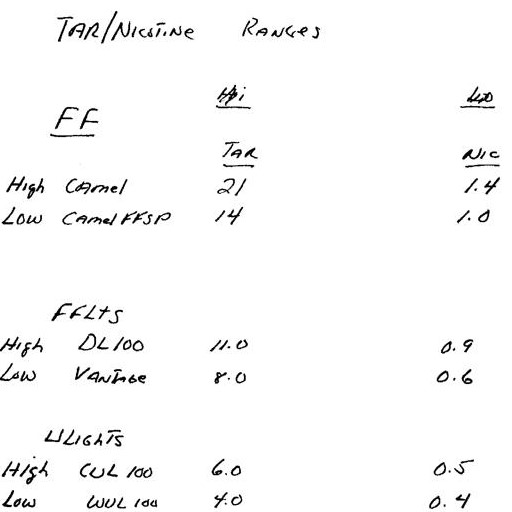 TAR/Nicotine Ranges
FF
TAR Nic
High Camel 21 1.4
Low Camel FFSP 14 1.0
FFLTS
High DL100 11.0 0.9
Low Vantage 8.0 0.6
ULights
High CUL 100 6.0 0.5
Low WUL 100 4.0 0.4